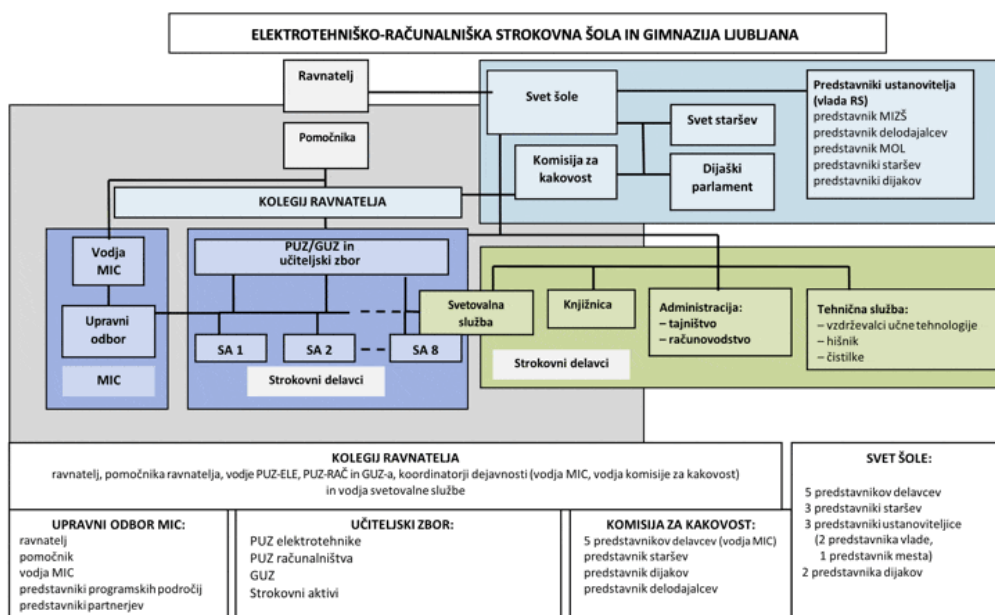 ELEKTROTEHNIŠKO-RAČUNALNIŠKA STROKOVNA ŠOLA IN GIMNAZIJA LJUBLJANA
Ravnatelj
Pomočnika
KOLEGIJ RAVNATELJA
Svet šole
Svet staršev
Komisija za
kakovost
Dijaški
parlament
Predstavniki ustanovitelja
(vlada RS)
predstavnik MIZŠ
predstavnik delodajalcev
predstavnik MOL
predstavniki staršev
predstavniki dijakov
Vodja
MIC
Upravni
odbor
MIC
PUZ/GUZ in
učiteljski zbor
SA 1
SA 2
SA 8
Strokovni delavci
Svetovalna
služba
Knjižnica
Administracija:
– tajništvo
– računovodstvo
Tehnična služba:
– vzdrževalci učne tehnologije
– hišnik
– čistilke
Strokovni delavci
KOLEGIJ RAVNATELJA
ravnatelj, pomočnika ravnatelja, vodje PUZ-ELE, PUZ-RAČ in GUZ-a, koordinatorji dejavnosti (vodja MIC, vodja komisije za kakovost)
in vodja svetovalne službe
UPRAVNI ODBOR MIC:
ravnatelj
pomočnik
vodja MIC
predstavniki programskih področij
predstavniki partnerjev
UČITELJSKI ZBOR:
PUZ elektrotehnike
PUZ računalništva
GUZ
Strokovni aktivi
KOMISIJA ZA KAKOVOST:
5 predstavnikov delavcev (vodja MIC)
predstavnik staršev
predstavnik dijakov
predstavnik delodajalcev
SVET ŠOLE:
5 predstavnikov delavcev
3 predstavniki staršev
3 predstavniki ustanoviteljice
(2 predstavnika vlade,
1 predstavnik mesta)
2 predstavnika dijakov